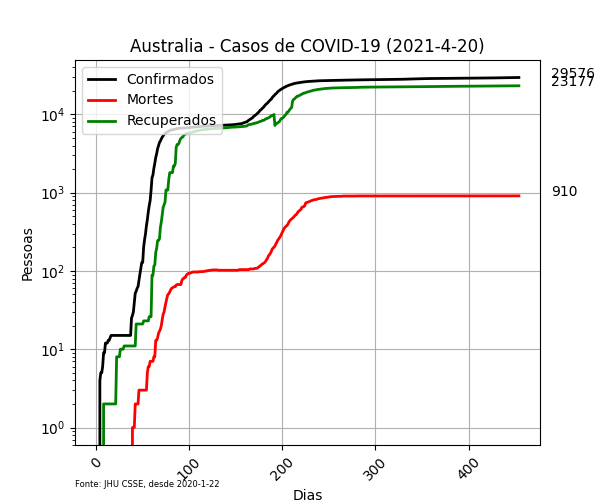 Australia - Casos de COVID-19 (2021-4-20)
Confirmados
Mortes
Recuperados
29576
23177
910
10⁴
10³
10²
10¹
10⁰
Pessoas
0
100
200
300
400
Dias
Fonte: JHU CSSE, desde 2020-1-22